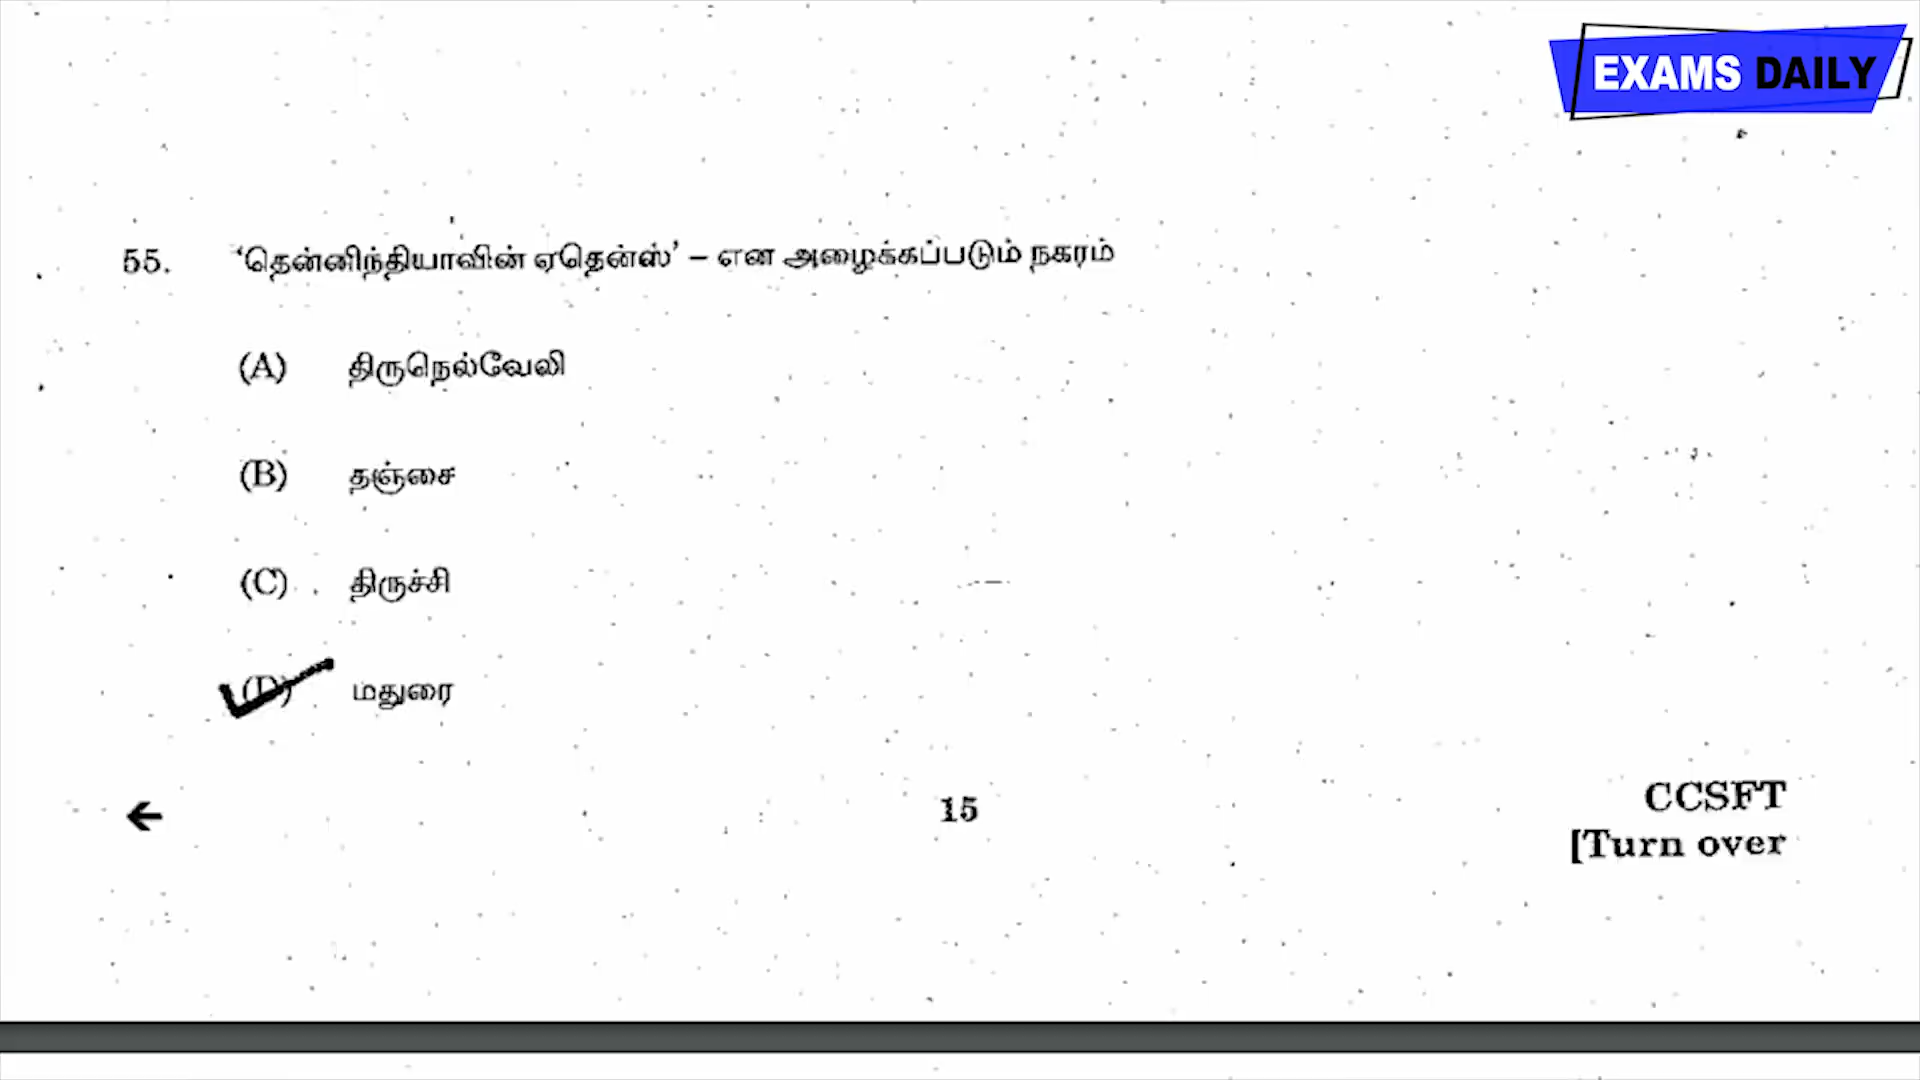 EXAMS DAILY
55. 'தென்னிந்தியாவின் ஏதென்ஸ்' – என அழைக்கப்படும் நகரம்
(A) திருநெல்வேலி
(B) தஞ்சை
(C) திருச்சி
(D) மதுரை
15
CCSFT
[Turn over